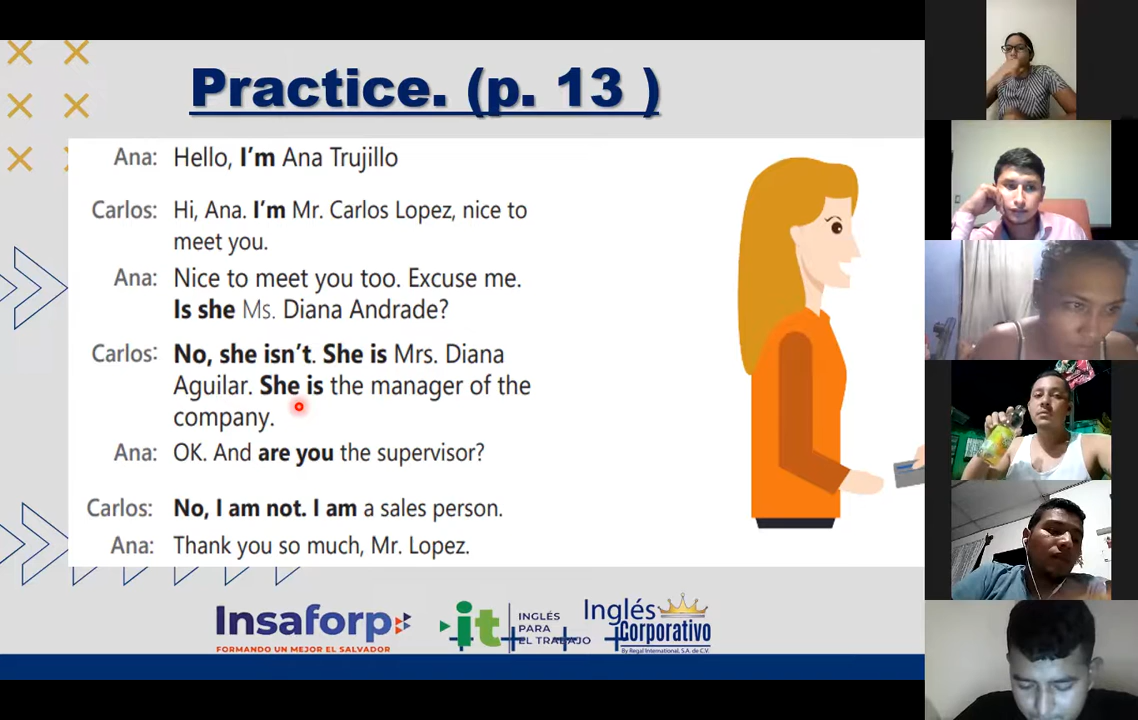 Practice. (p. 13 )
Ana: Hello, I'm Ana Trujillo
Carlos: Hi, Ana. I'm Mr. Carlos Lopez, nice to
meet you.
Ana: Nice to meet you too. Excuse me.
Is she Ms. Diana Andrade?
Carlos: No, she isn't. She is Mrs. Diana
Aguilar. She is the manager of the
company.
Ana: OK. And are you the supervisor?
Carlos: No, I am not. I am a sales person.
Ana: Thank you so much, Mr. Lopez.
Insaforp
FORMANDO UN MEJOR EL SALVADOR
it
INGLÉS
PARA
EL TRABAJO
Inglés
Corporativo
By Regal International, S.A. de C.V.